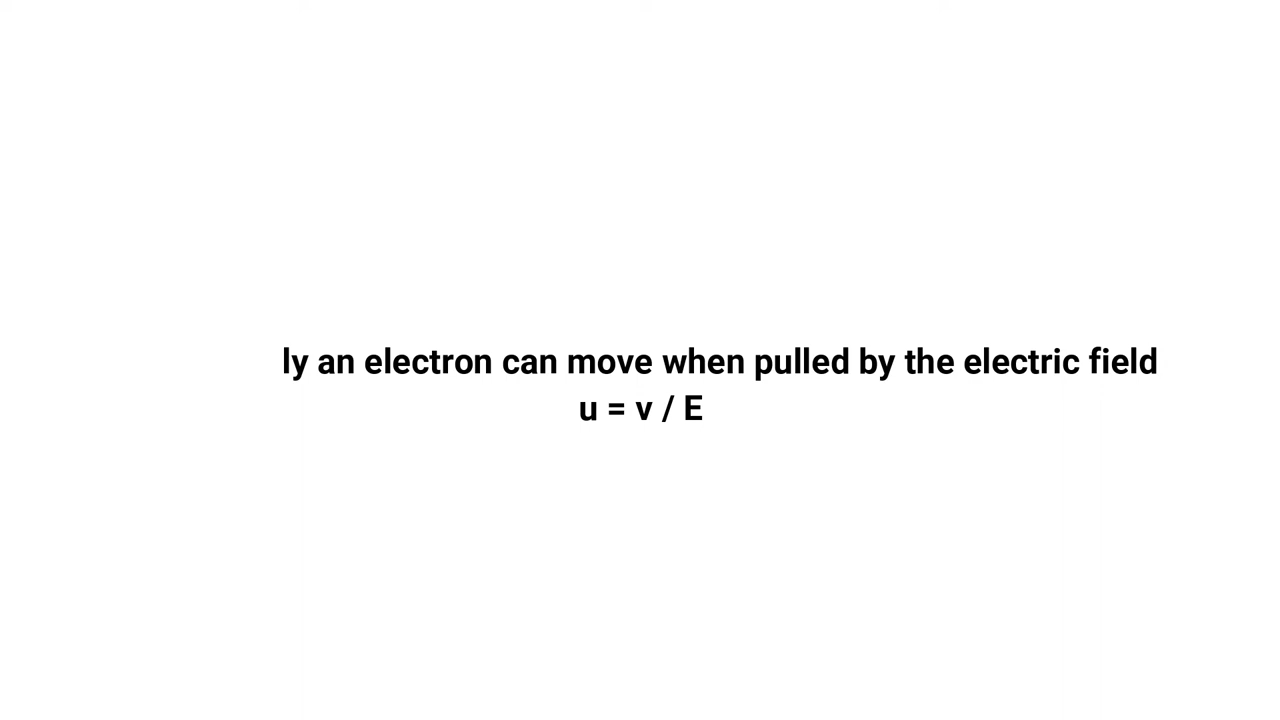 ly an electron can move when pulled by the electric field
u = v / E